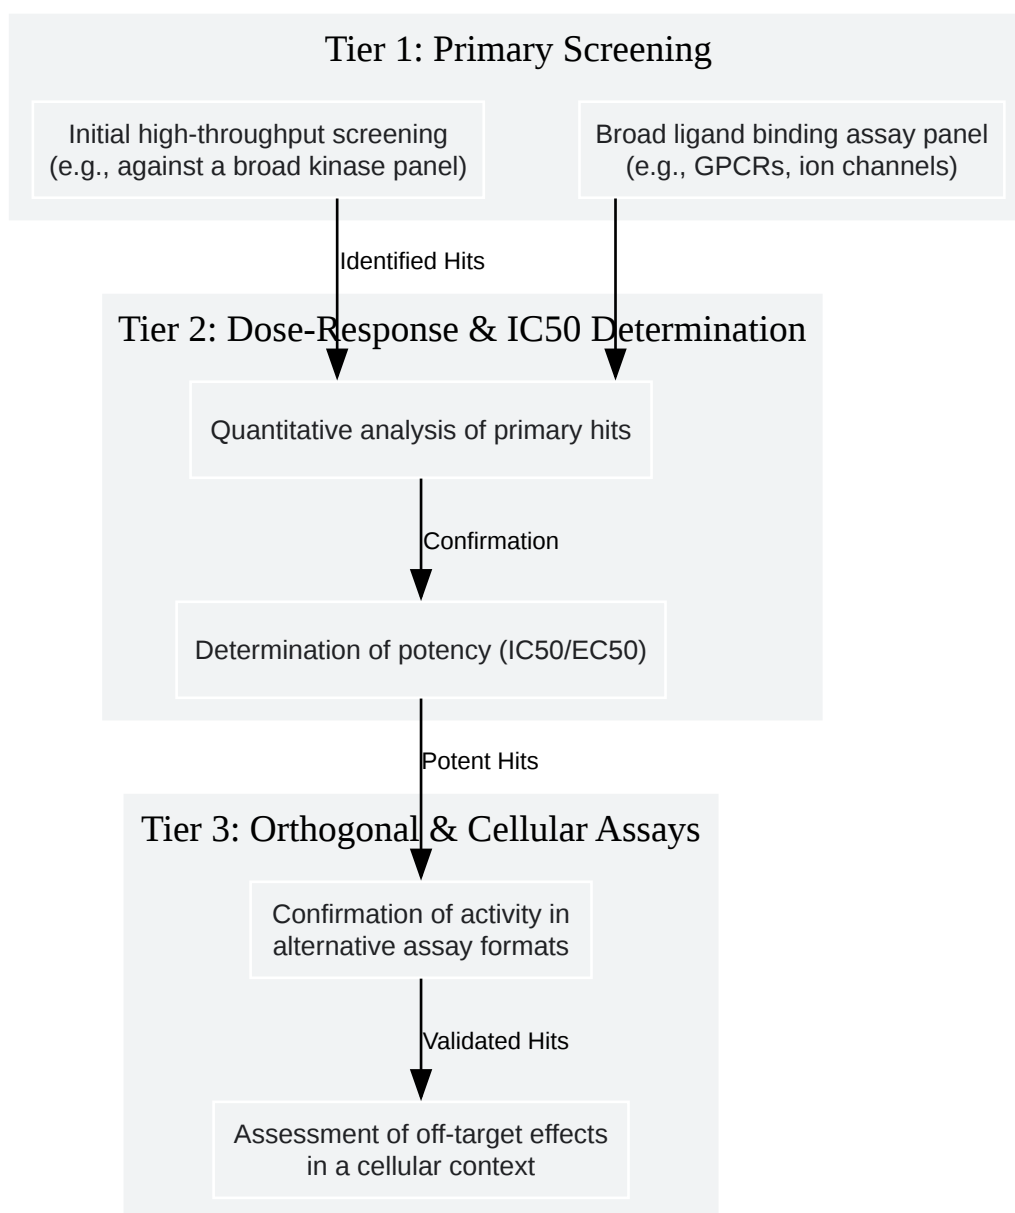 Tier 1: Primary Screening
Initial high-throughput screening
(e.g., against a broad kinase panel)
Broad ligand binding assay panel
(e.g., GPCRs, ion channels)
Identified Hits
Tier 2: Dose-Response & IC50 Determination
Quantitative analysis of primary hits
Confirmation
Determination of potency (IC50/EC50)
Potent Hits
Tier 3: Orthogonal & Cellular Assays
Confirmation of activity in
alternative assay formats
Validated Hits
Assessment of off-target effects
in a cellular context